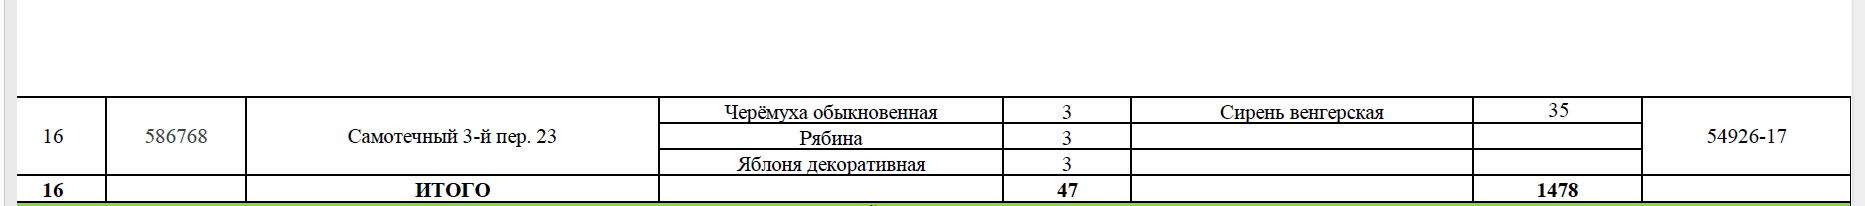 16 586768 Самотечный 3-й пер. 23 Черёмуха обыкновенная 3 Сирень венгерская 35 54926-17
Рябина 3
Яблоня декоративная 3
16 ИТОГО 47 1478